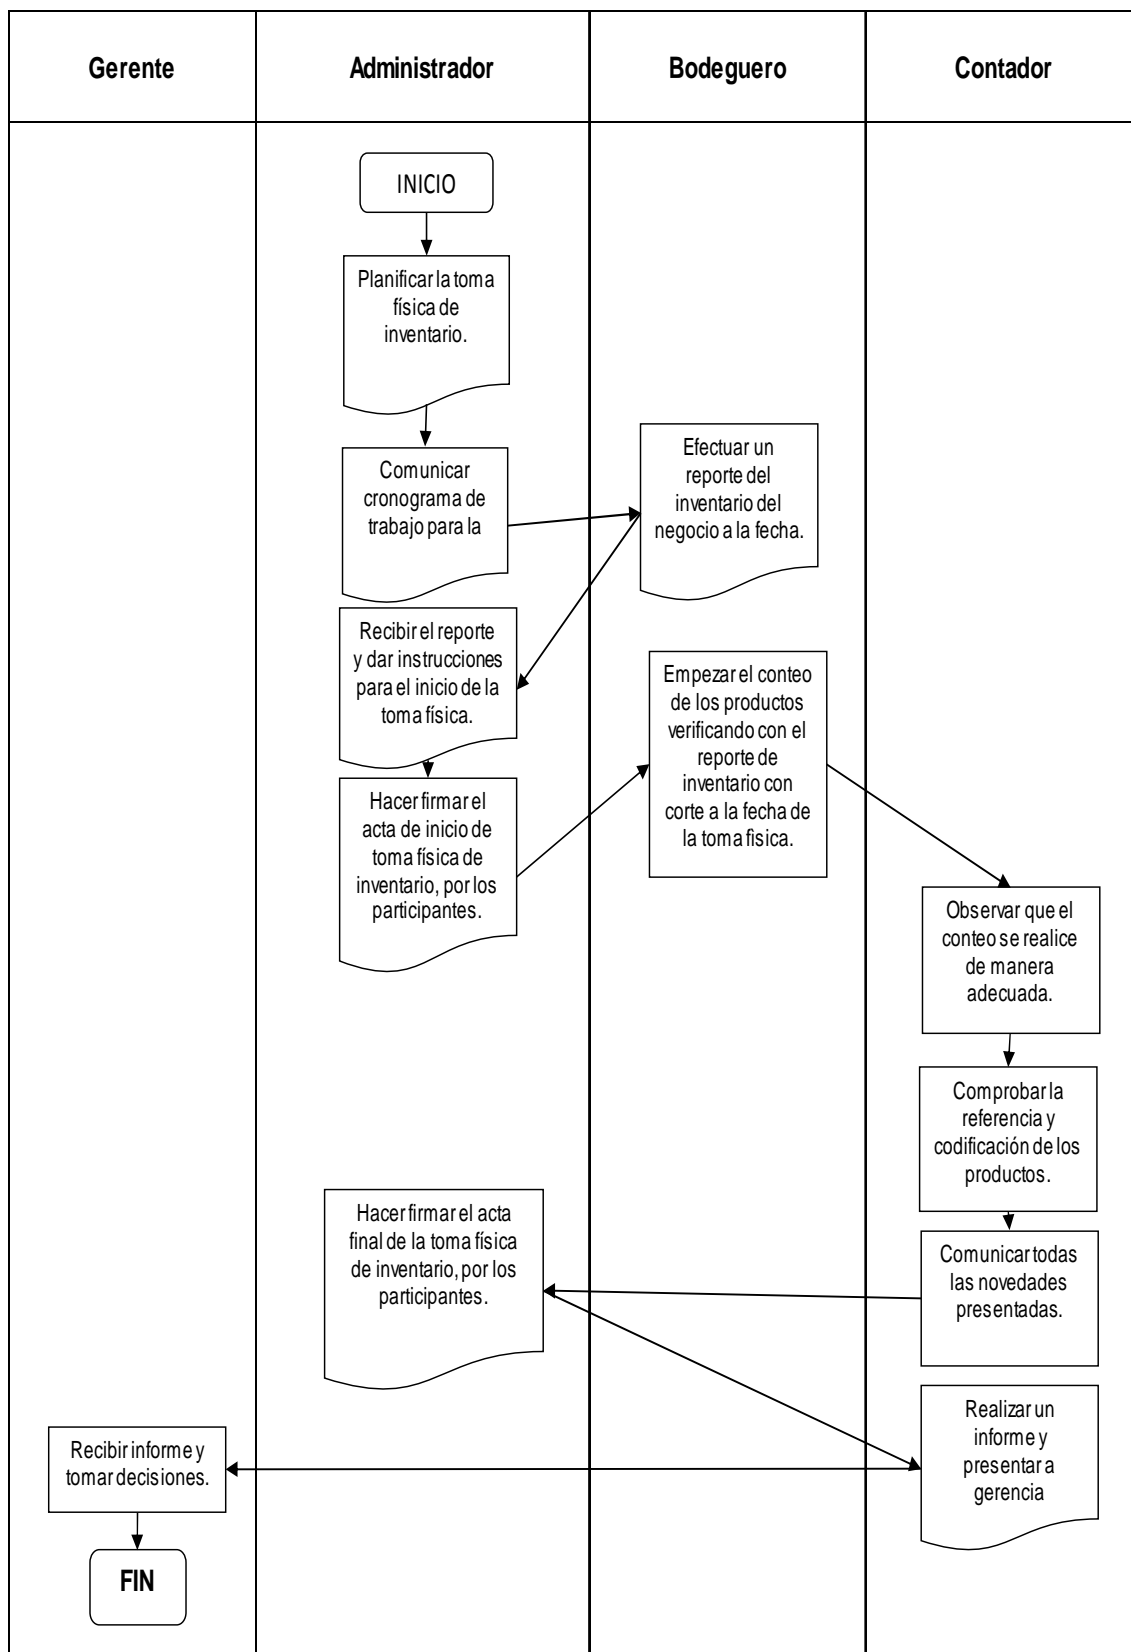 Gerente Administrador Bodeguero Contador
INICIO
Planificar la toma
física de
inventario.
Comunicar
cronograma de
trabajo para la
Efectuar un
reporte del
inventario del
negocio a la fecha.
Recibir el reporte
y dar instrucciones
para el inicio de la
toma física.
Empezar el conteo
de los productos
verificando con el
reporte de
inventario con
corte a la fecha de
la toma fisica.
Hacer firmar el
acta de inicio de
toma física de
inventario, por los
participantes.
Observar que el
conteo se realice
de manera
adecuada.
Comprobar la
referencia y
codificación de los
productos.
Hacer firmar el acta
final de la toma física
de inventario, por los
participantes.
Comunicar todas
las novedades
presentadas.
Realizar un
informe y
presentar a
gerencia
Recibir informe y
tomar decisiones.
FIN